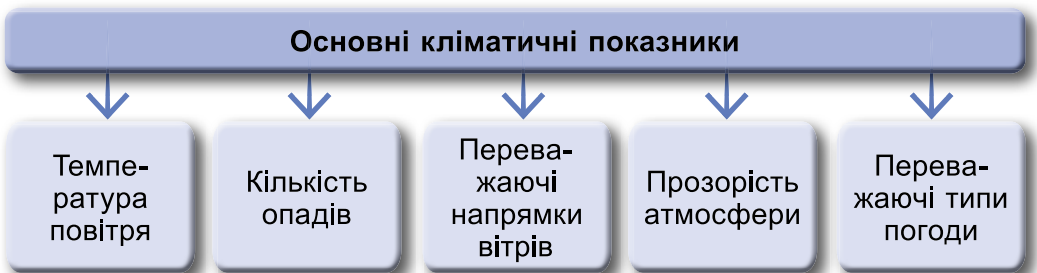 Основні кліматичні показники
Темпе-
ратура
повітря
Кількість
опадів
Перева-
жаючі
напрямки
вітрів
Прозорість
атмосфери
Перева-
жаючі типи
погоди